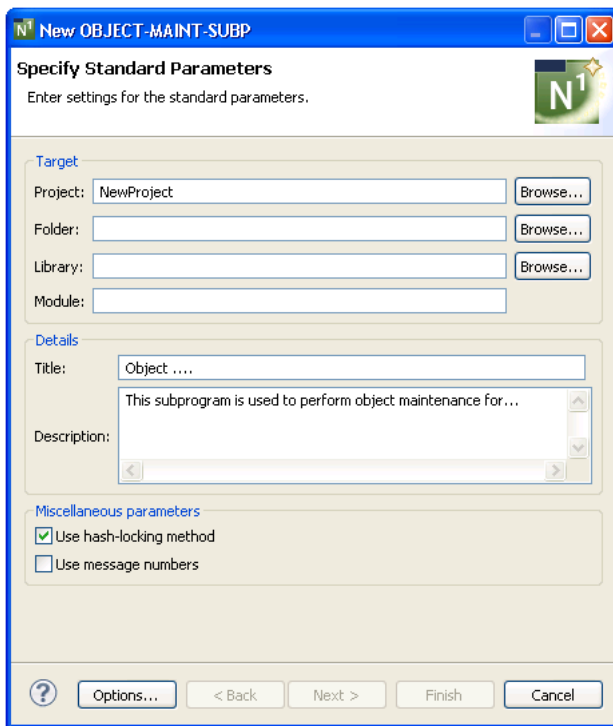 N1 New OBJECT-MAINT-SUBP
Specify Standard Parameters
Enter settings for the standard parameters.
N1
Target
Project: NewProject Browse...
Folder: Browse...
Library: Browse...
Module:
Details
Title: Object ....
This subprogram is used to perform object maintenance for...
Description:
Miscellaneous parameters
Use hash-locking method
Use message numbers
? Options... < Back Next > Finish Cancel